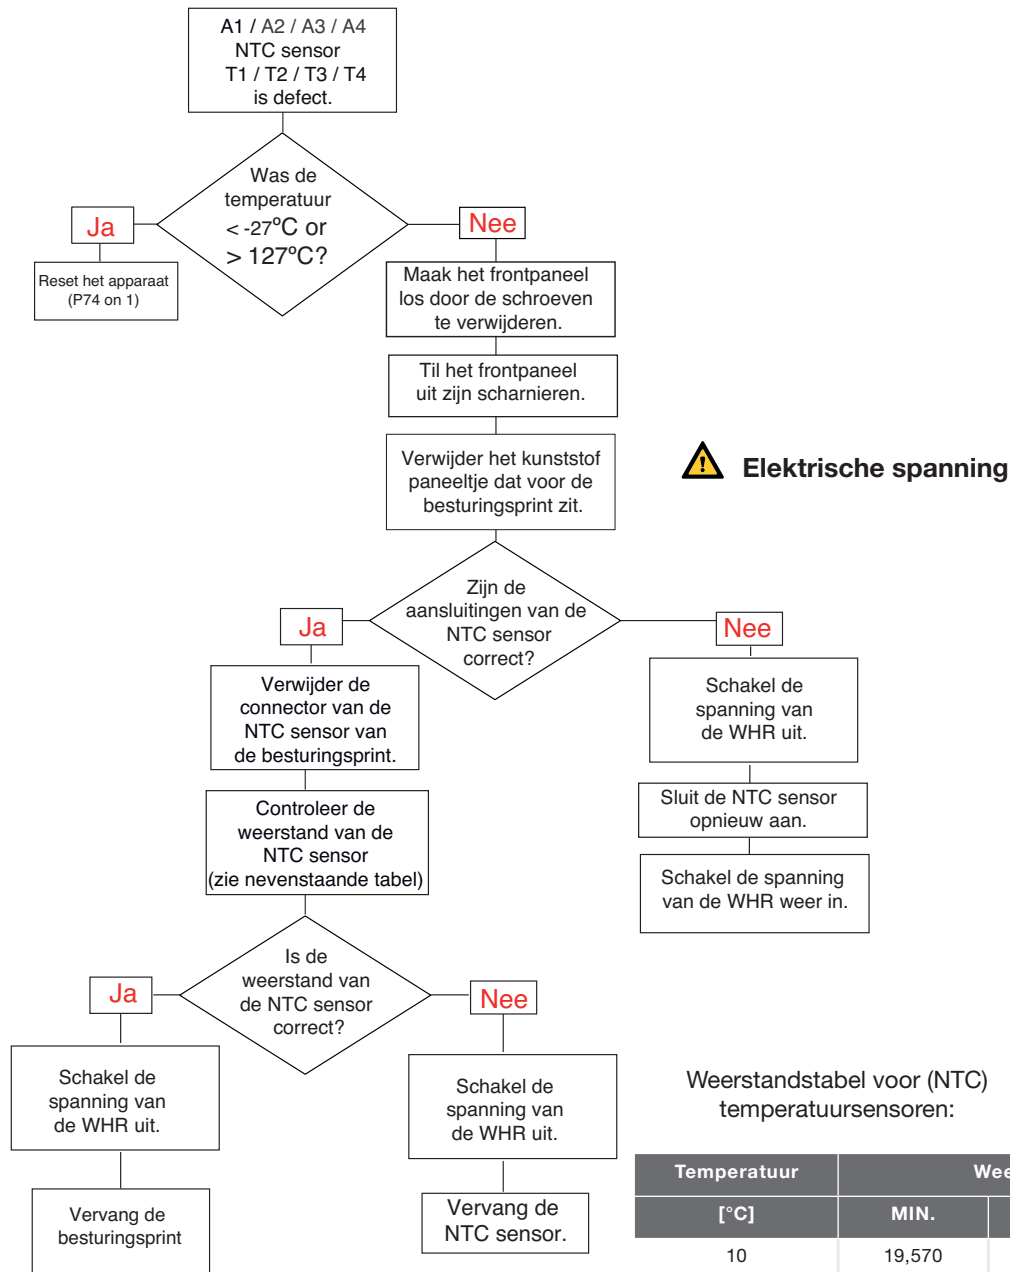 A1 / A2 / A3 / A4
NTC sensor
T1 / T2 / T3 / T4
is defect.
Was de
temperatuur
< -27ºC or
> 127ºC?
Ja
Nee
Reset het apparaat
(P74 on 1)
Maak het frontpaneel
los door de schroeven
te verwijderen.
Til het frontpaneel
uit zijn scharnieren.
Verwijder het kunststof
paneeltje dat voor de
besturingsprint zit.
Elektrische spanning
Zijn de
aansluitingen van de
NTC sensor
correct?
Ja
Nee
Verwijder de
connector van de
NTC sensor van
de besturingsprint.
Schakel de
spanning van
de WHR uit.
Controleer de
weerstand van de
NTC sensor
(zie nevenstaande tabel)
Sluit de NTC sensor
opnieuw aan.
Schakel de spanning
van de WHR weer in.
Is de
weerstand van
de NTC sensor
correct?
Ja
Nee
Schakel de
spanning van
de WHR uit.
Schakel de
spanning van
de WHR uit.
Vervang de
besturingsprint
Vervang de
NTC sensor.
Weerstandstabel voor (NTC)
temperatuursensoren:
Temperatuur Wee
[°C] MIN.
10 19,570